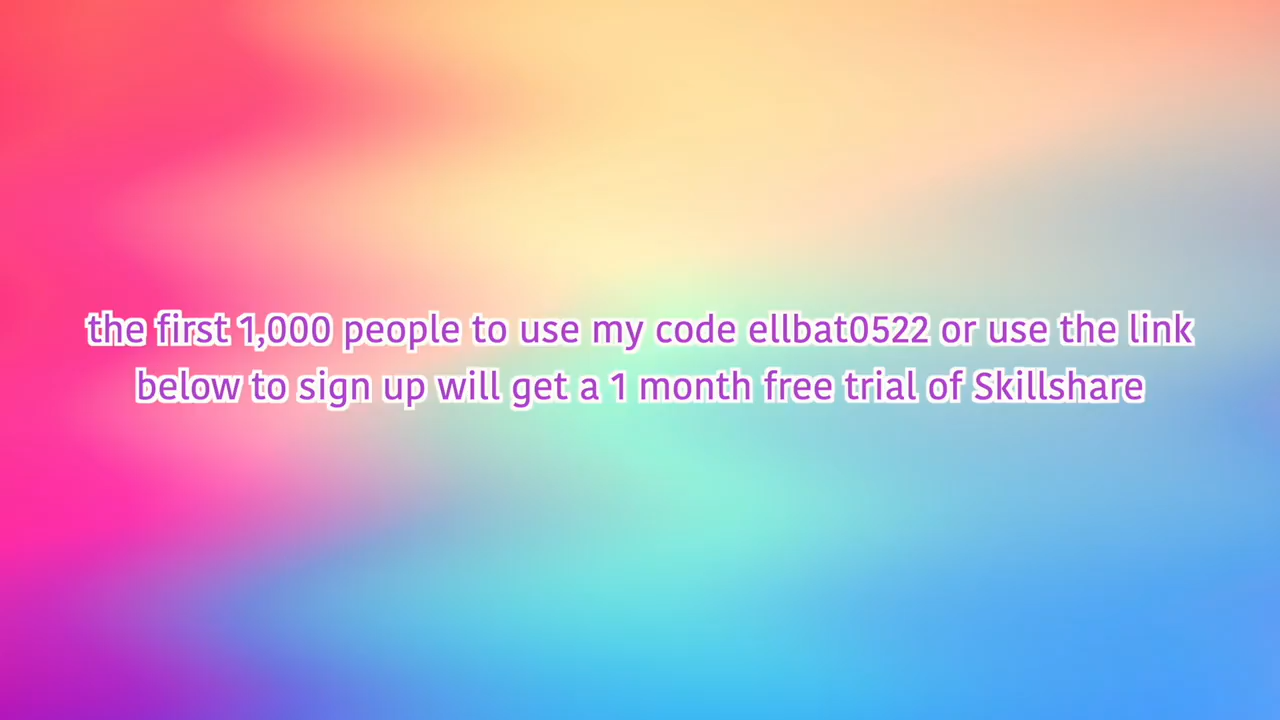 the first 1,000 people to use my code ellbat0522 or use the link
below to sign up will get a 1 month free trial of Skillshare